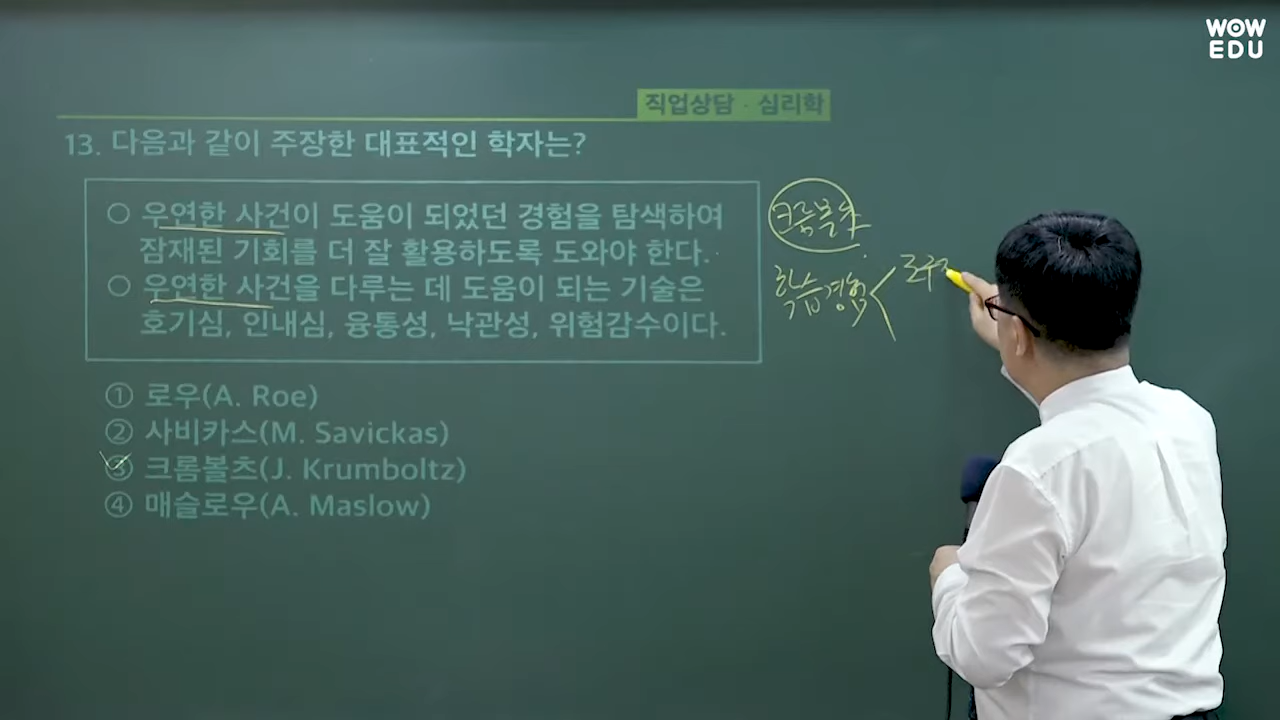 WOW
EDU
직업상담 · 심리학
13. 다음과 같이 주장한 대표적인 학자는?
○ 우연한 사건이 도움이 되었던 경험을 탐색하여
잠재된 기회를 더 잘 활용하도록 도와야 한다.
○ 우연한 사건을 다루는 데 도움이 되는 기술은
호기심, 인내심, 융통성, 낙관성, 위험감수이다.
① 로우(A. Roe)
② 사비카스(M. Savickas)
③ 크롬볼츠(J. Krumboltz)
④ 매슬로우(A. Maslow)
학습경험